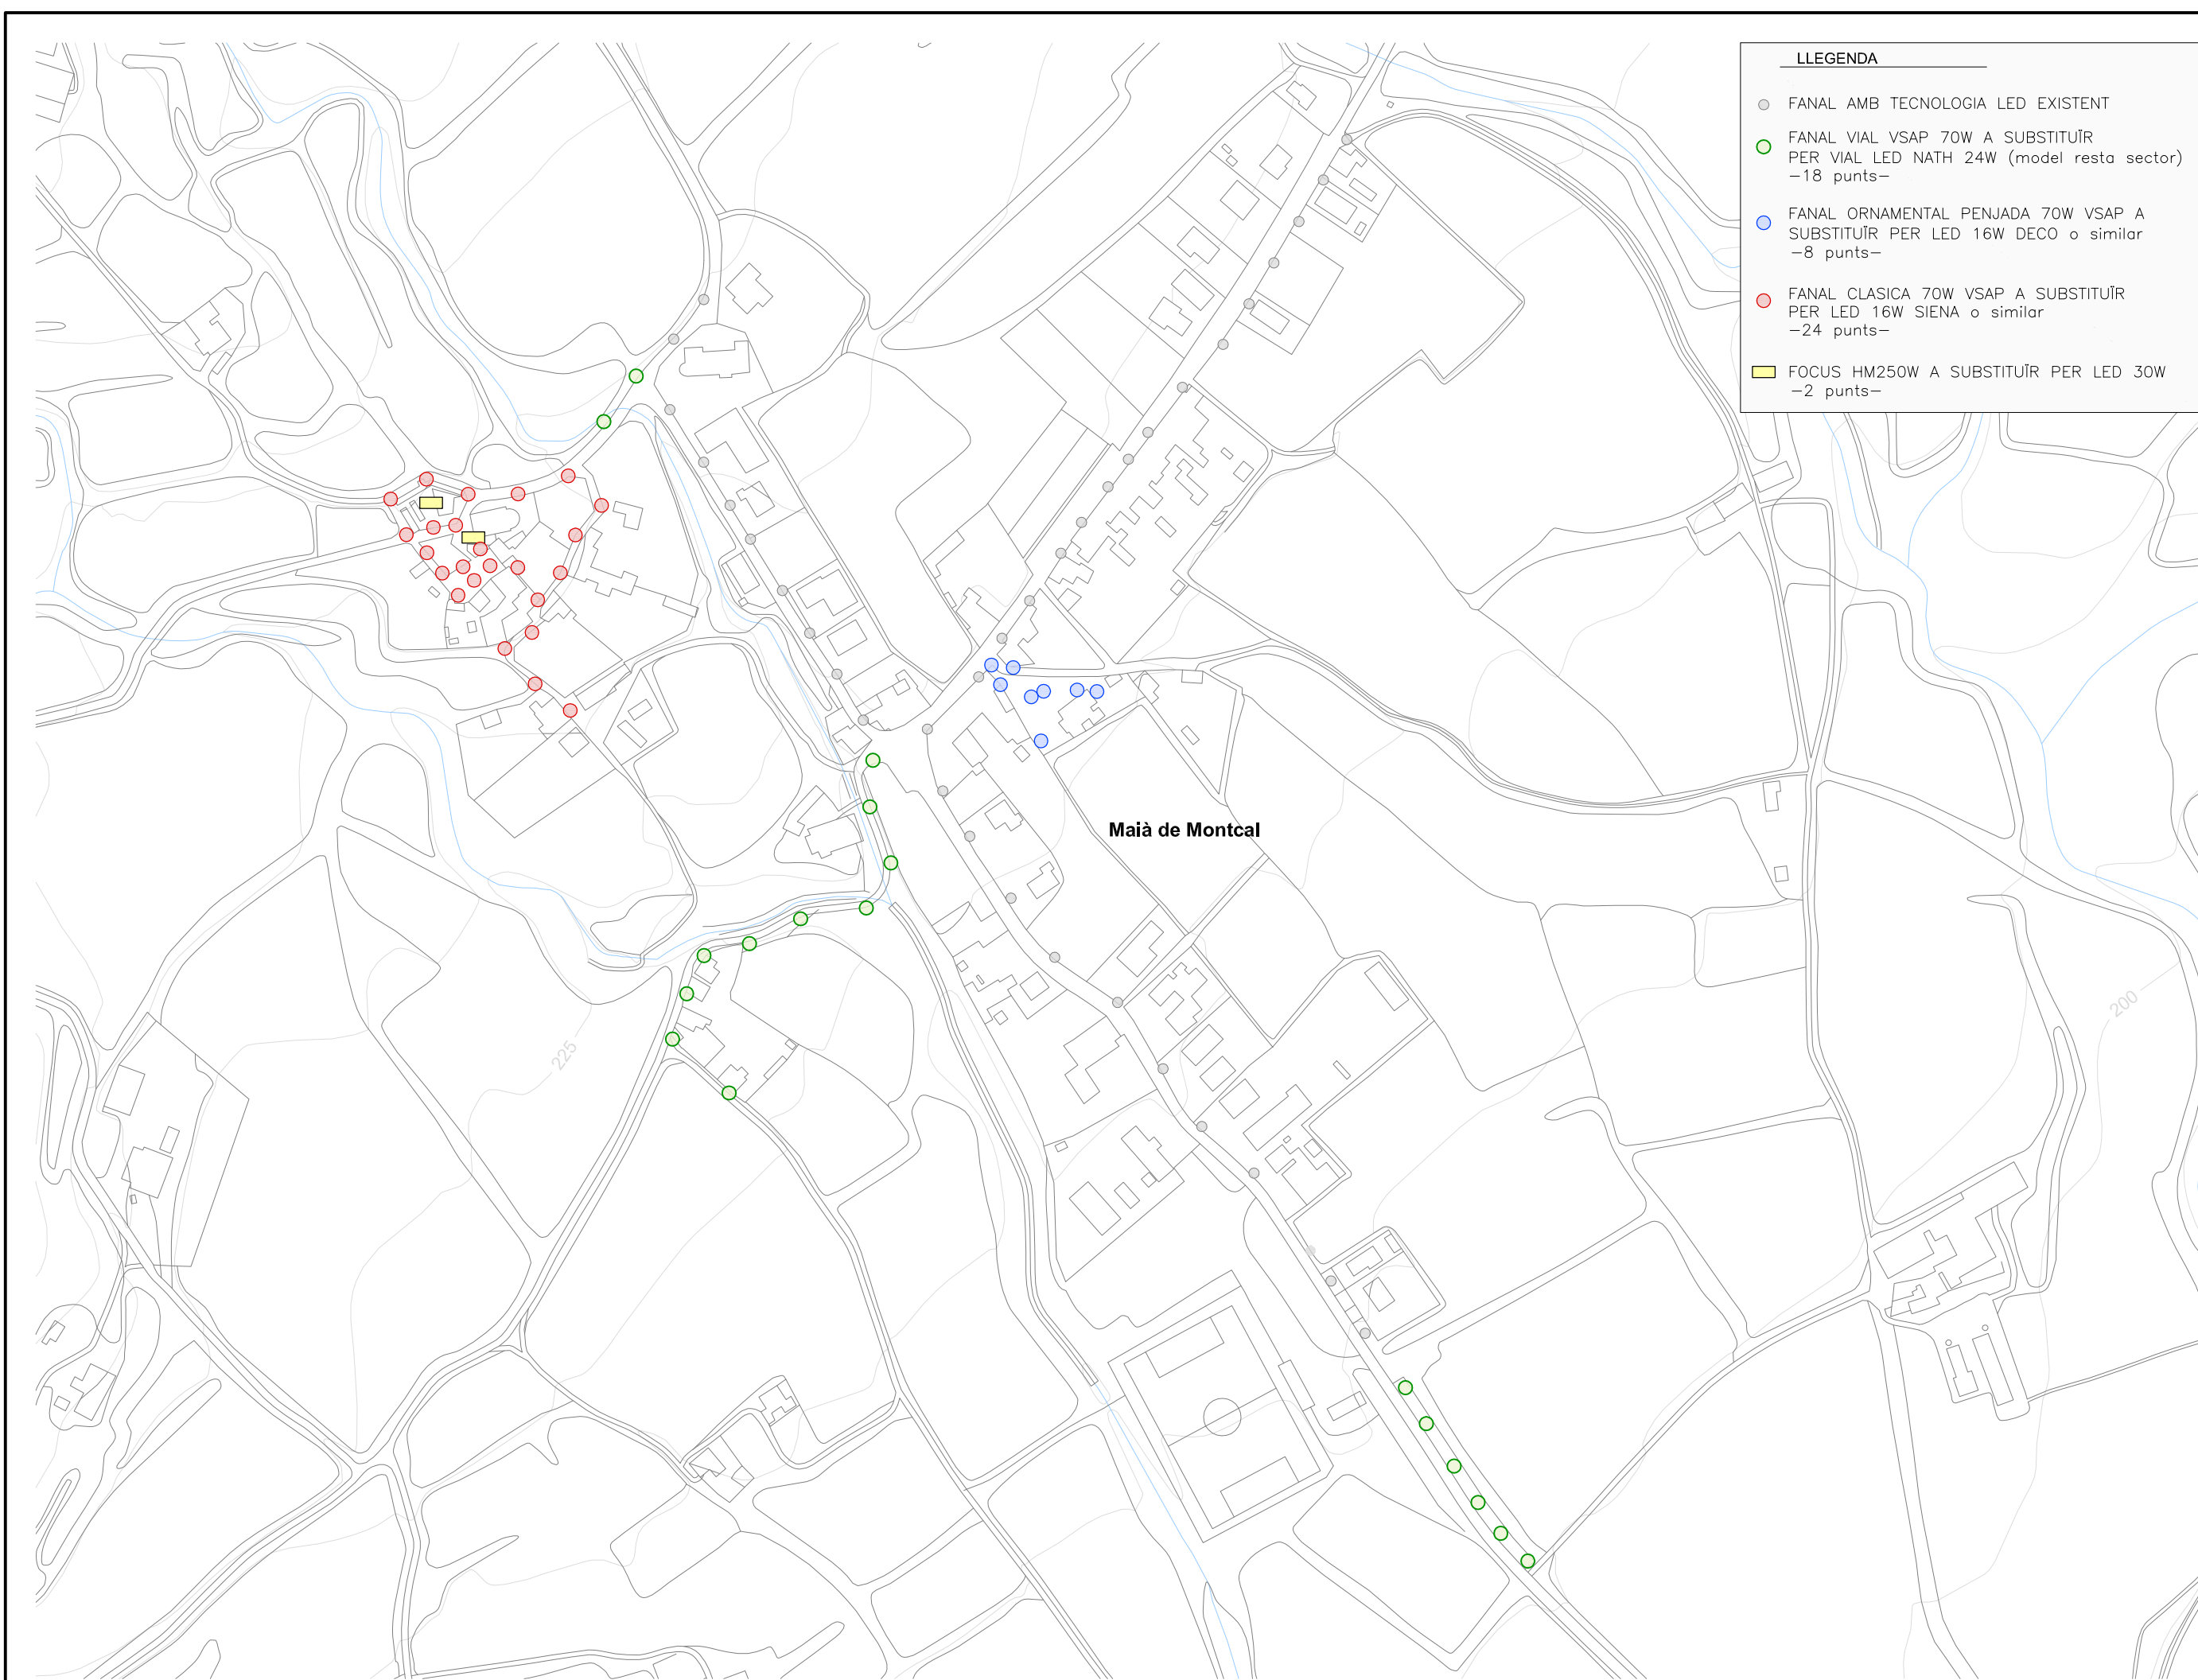 LLEGENDA
FANAL AMB TECNOLOGIA LED EXISTENT
FANAL VIAL VSAP 70W A SUBSTITUÏR
PER VIAL LED NATH 24W (model resta sector)
-18 punts-
FANAL ORNAMENTAL PENJADA 70W VSAP A
SUBSTITUÏR PER LED 16W DECO o similar
-8 punts-
FANAL CLASICA 70W VSAP A SUBSTITUÏR
PER LED 16W SIENA o similar
-24 punts-
FOCUS HM250W A SUBSTITUÏR PER LED 30W
-2 punts-
Maià de Montcal
200
225